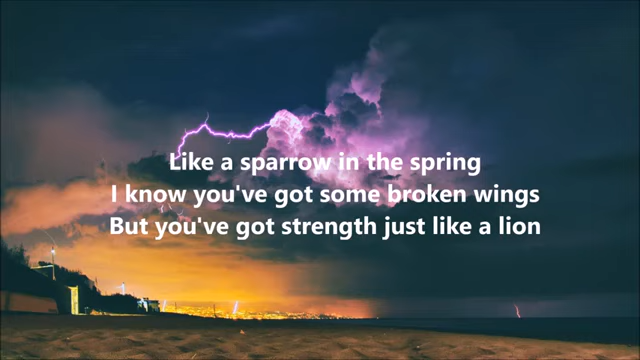 Like a sparrow in the spring
I know you've got some broken wings
But you've got strength just like a lion